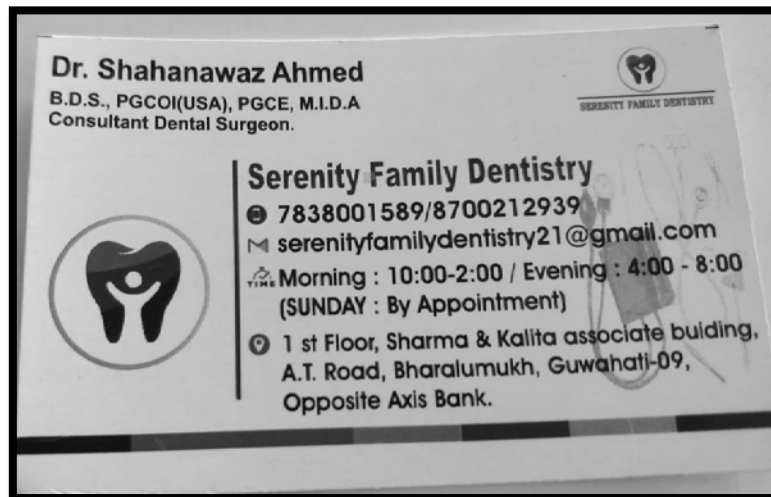 Dr. Shahanawaz Ahmed
B.D.S., PGCOI(USA), PGCE, M.I.D.A
Consultant Dental Surgeon.
SERENITY FAMILY DENTISTRY
Serenity Family Dentistry
7838001589/8700212939
serenityfamilydentistry21@gmail.com
TIME Morning : 10:00-2:00 / Evening : 4:00 - 8:00
(SUNDAY : By Appointment)
1 st Floor, Sharma & Kalita associate buiding,
A.T. Road, Bharalumukh, Guwahati-09,
Opposite Axis Bank.